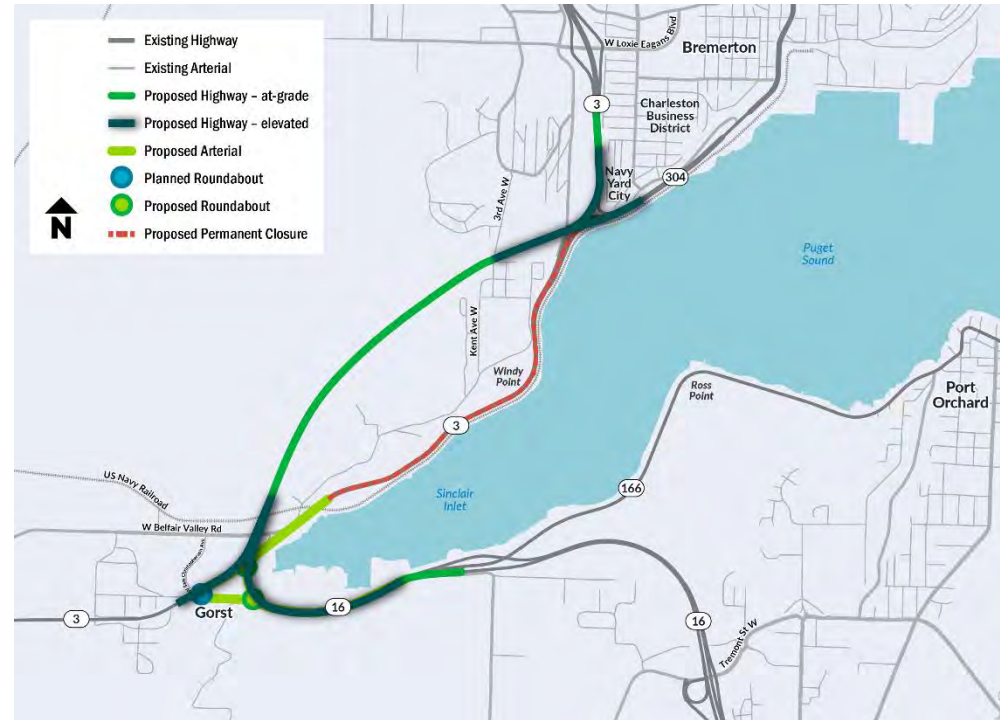 Existing Highway
Existing Arterial
Proposed Highway – at-grade
Proposed Highway – elevated
Proposed Arterial
Planned Roundabout
Proposed Roundabout
Proposed Permanent Closure
N
W Loxie Eagans Blvd
Bremerton
3
Charleston
Business
District
Navy
Yard
City
304
3rd Ave W
Puget
Sound
Kent Ave W
Windy
Point
Ross
Point
Port
Orchard
3
US Navy Railroad
Sinclair
Inlet
166
W Belfair Valley Rd
Gorst
16
3
16
Tremont St W